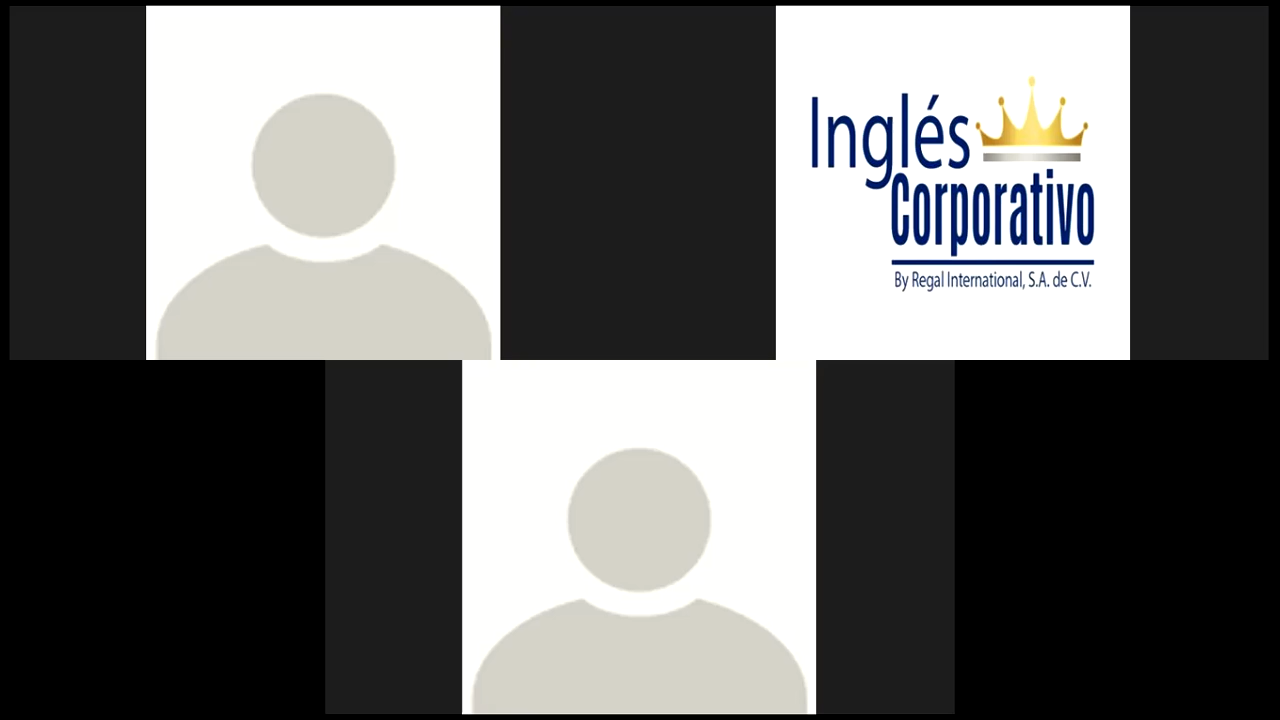 Inglés
Corporativo
By Regal International, S.A. de C.V.